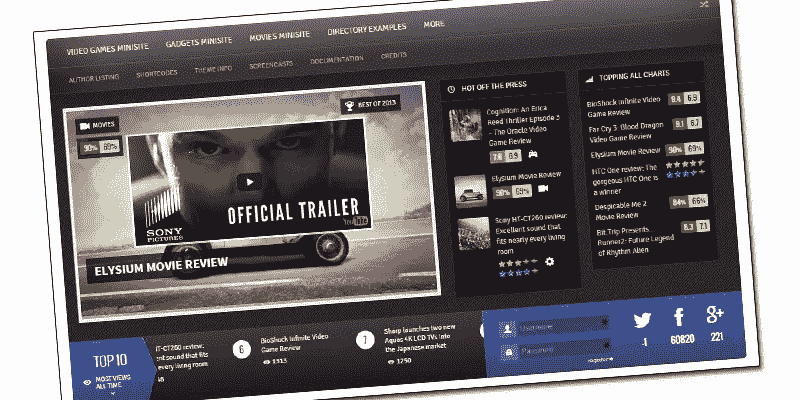 VIDEO GAMES MINISITE
GADGETS MINISITE
MOVIES MINISITE
DIRECTORY EXAMPLES
MORE
AUTHOR LISTING
SHORTCODES
THEME INFO
SCREENCASTS
DOCUMENTATION
CREDITS
MOVIES
90% 69%
BEST OF 2013
SONY
PICTURES
OFFICIAL TRAILER
YouTube
ELYSIUM MOVIE REVIEW
HOT OFF THE PRESS
Cognition: An Erica
Reed Thriller Episode 3
- The Oracle Video
Game Review
7.8 6.9
Elysium Movie Review
90% 69%
Sony HT-CT260 review:
Excellent sound that
fits nearly every living
room
TOPPING ALL CHARTS
BioShock Infinite Video
Game Review
9.4 6.9
Far Cry 3: Blood Dragon
Video Game Review
9.1 6.7
Elysium Movie Review
90% 69%
HTC One review: The
gorgeous HTC One is
a winner
Despicable Me 2
Movie Review
84% 66%
Bit.Trip Presents
Runner2: Future Legend
of Rhythm Alien
8.3 7.1
TOP 10
MOST VIEWS
ALL TIME
HT-CT260 review:
ent sound that fits
every living room
6
BioShock Infinite Video
Game Review
1313
7
Sharp launches two new
Aquos 4K LCD TVs into
the Japanese market
1250
Username
Password
register
-1
60820
221